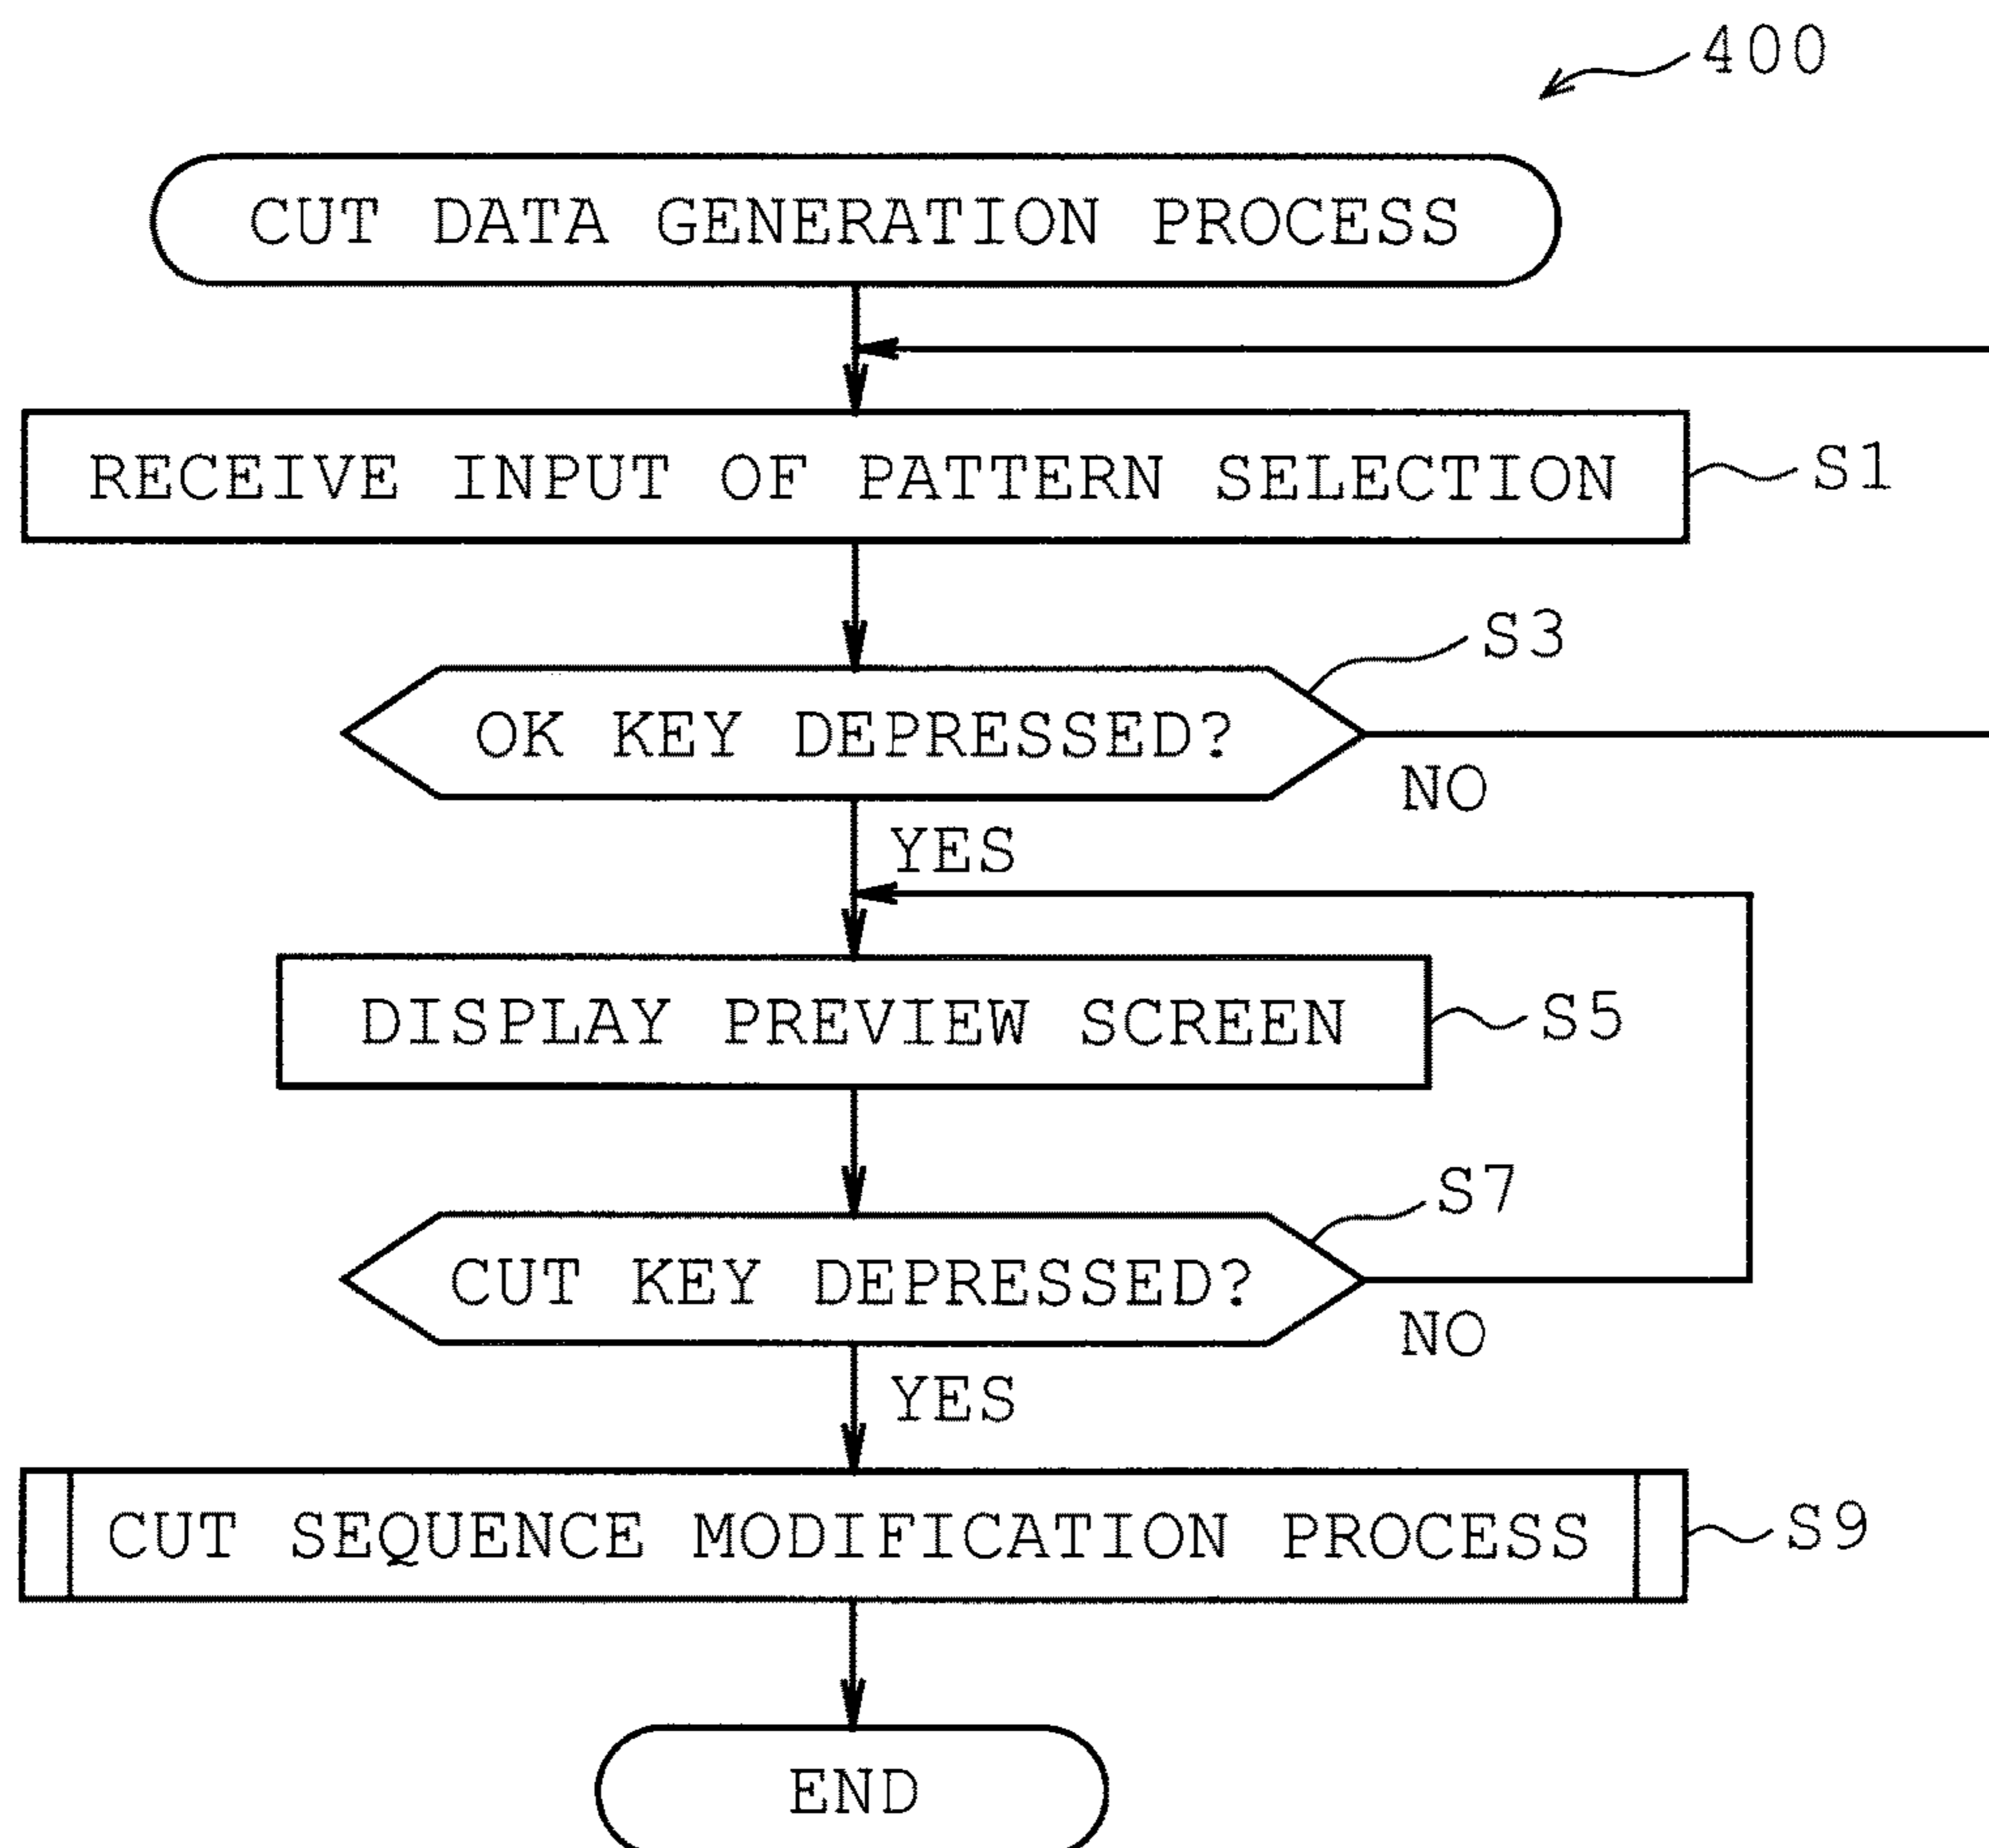 400
CUT DATA GENERATION PROCESS
RECEIVE INPUT OF PATTERN SELECTION
S1
S3
OK KEY DEPRESSED?
NO
YES
DISPLAY PREVIEW SCREEN
S5
S7
CUT KEY DEPRESSED?
NO
YES
CUT SEQUENCE MODIFICATION PROCESS
S9
END